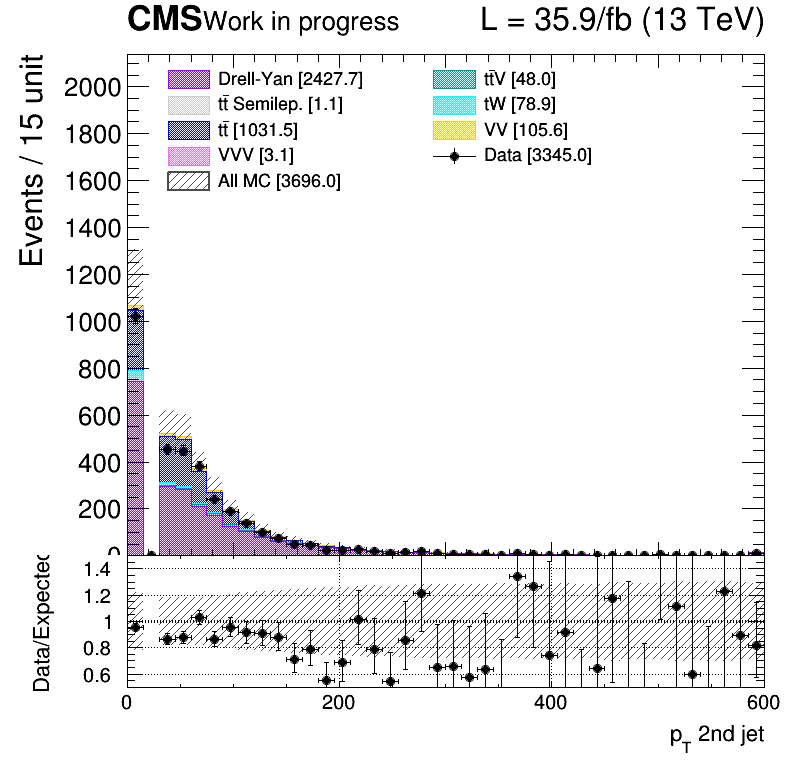 CMS Work in progress L = 35.9/fb (13 TeV)
Events / 15 unit
2000
1800
1600
1400
1200
1000
800
600
400
200
0
Drell-Yan [2427.7]
tt̄ Semilep. [1.1]
tt̄ [1031.5]
VVV [3.1]
All MC [3696.0]
tt̄V [48.0]
tW [78.9]
VV [105.6]
Data [3345.0]
Data/Expected
1.4
1.2
1
0.8
0.6
0 200 400 600
p_T 2nd jet